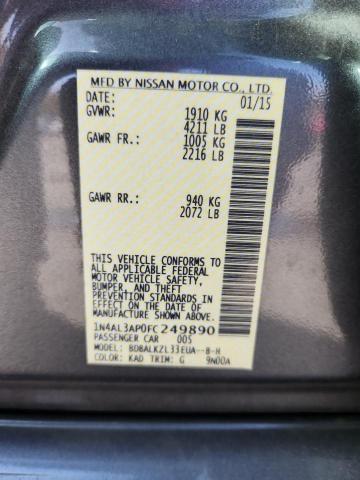 MFD BY NISSAN MOTOR CO., LTD.
DATE: 01/15
GVWR: 1910 KG
4211 LB
GAWR FR: 1005 KG
2216 LB
GAWR RR.: 940 KG
2072 LB
THIS VEHICLE CONFORMS TO
ALL APPLICABLE FEDERAL
MOTOR VEHICLE SAFETY,
BUMPER, AND THEFT
PREVENTION STANDARDS IN
EFFECT ON THE DATE OF
MANUFACTURE SHOWN ABOVE.
1N4AL3AP0FC249890
PASSENGER CAR 005
MODEL: BDBALKZL33EUA--B-H
COLOR: KAD TRIM: G 9N00A